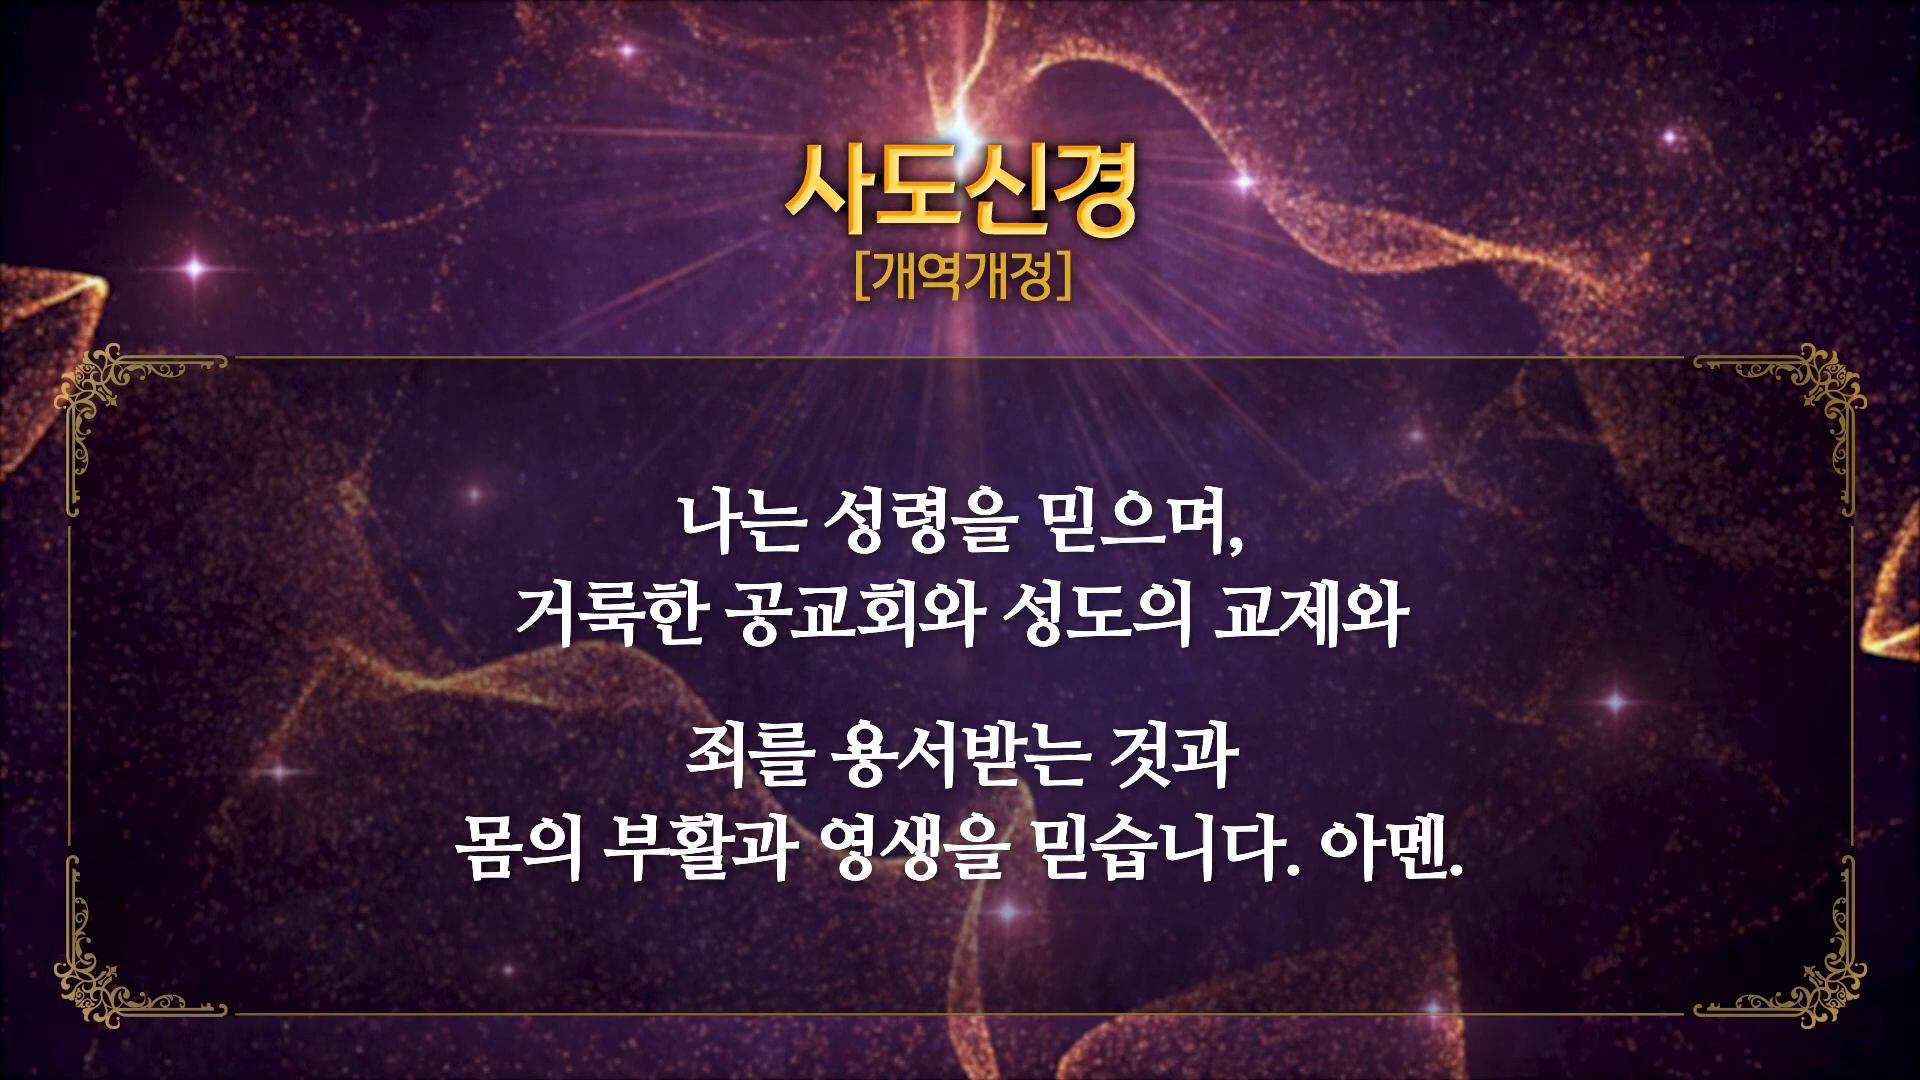 사도신경
[개역개정]
나는 성령을 믿으며,
거룩한 공교회와 성도의 교제와
죄를 용서받는 것과
몸의 부활과 영생을 믿습니다. 아멘.